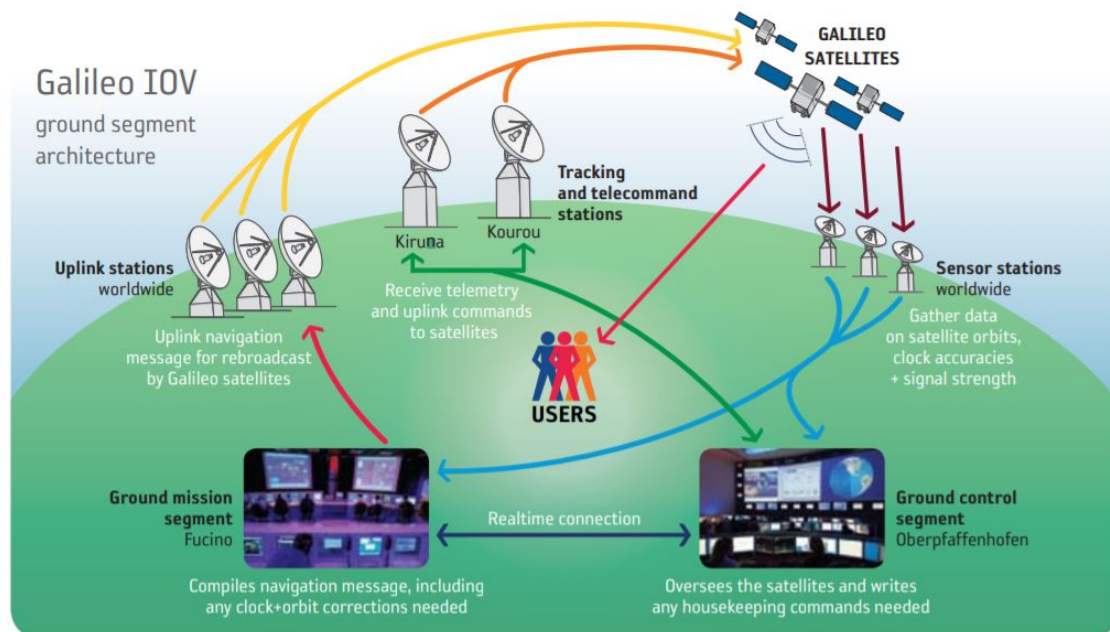 Galileo IOV
ground segment
architecture
GALILEO
SATELLITES
Tracking
and telecommand
stations
Kiruna
Kourou
Receive telemetry
and uplink commands
to satellites
Uplink stations
worldwide
Uplink navigation
message for rebroadcast
by Galileo satellites
Sensor stations
worldwide
Gather data
on satellite orbits,
clock accuracies
+ signal strength
USERS
Ground mission
segment
Fucino
Realtime connection
Ground control
segment
Oberpfaffenhofen
Compiles navigation message, including
any clock+orbit corrections needed
Oversees the satellites and writes
any housekeeping commands needed